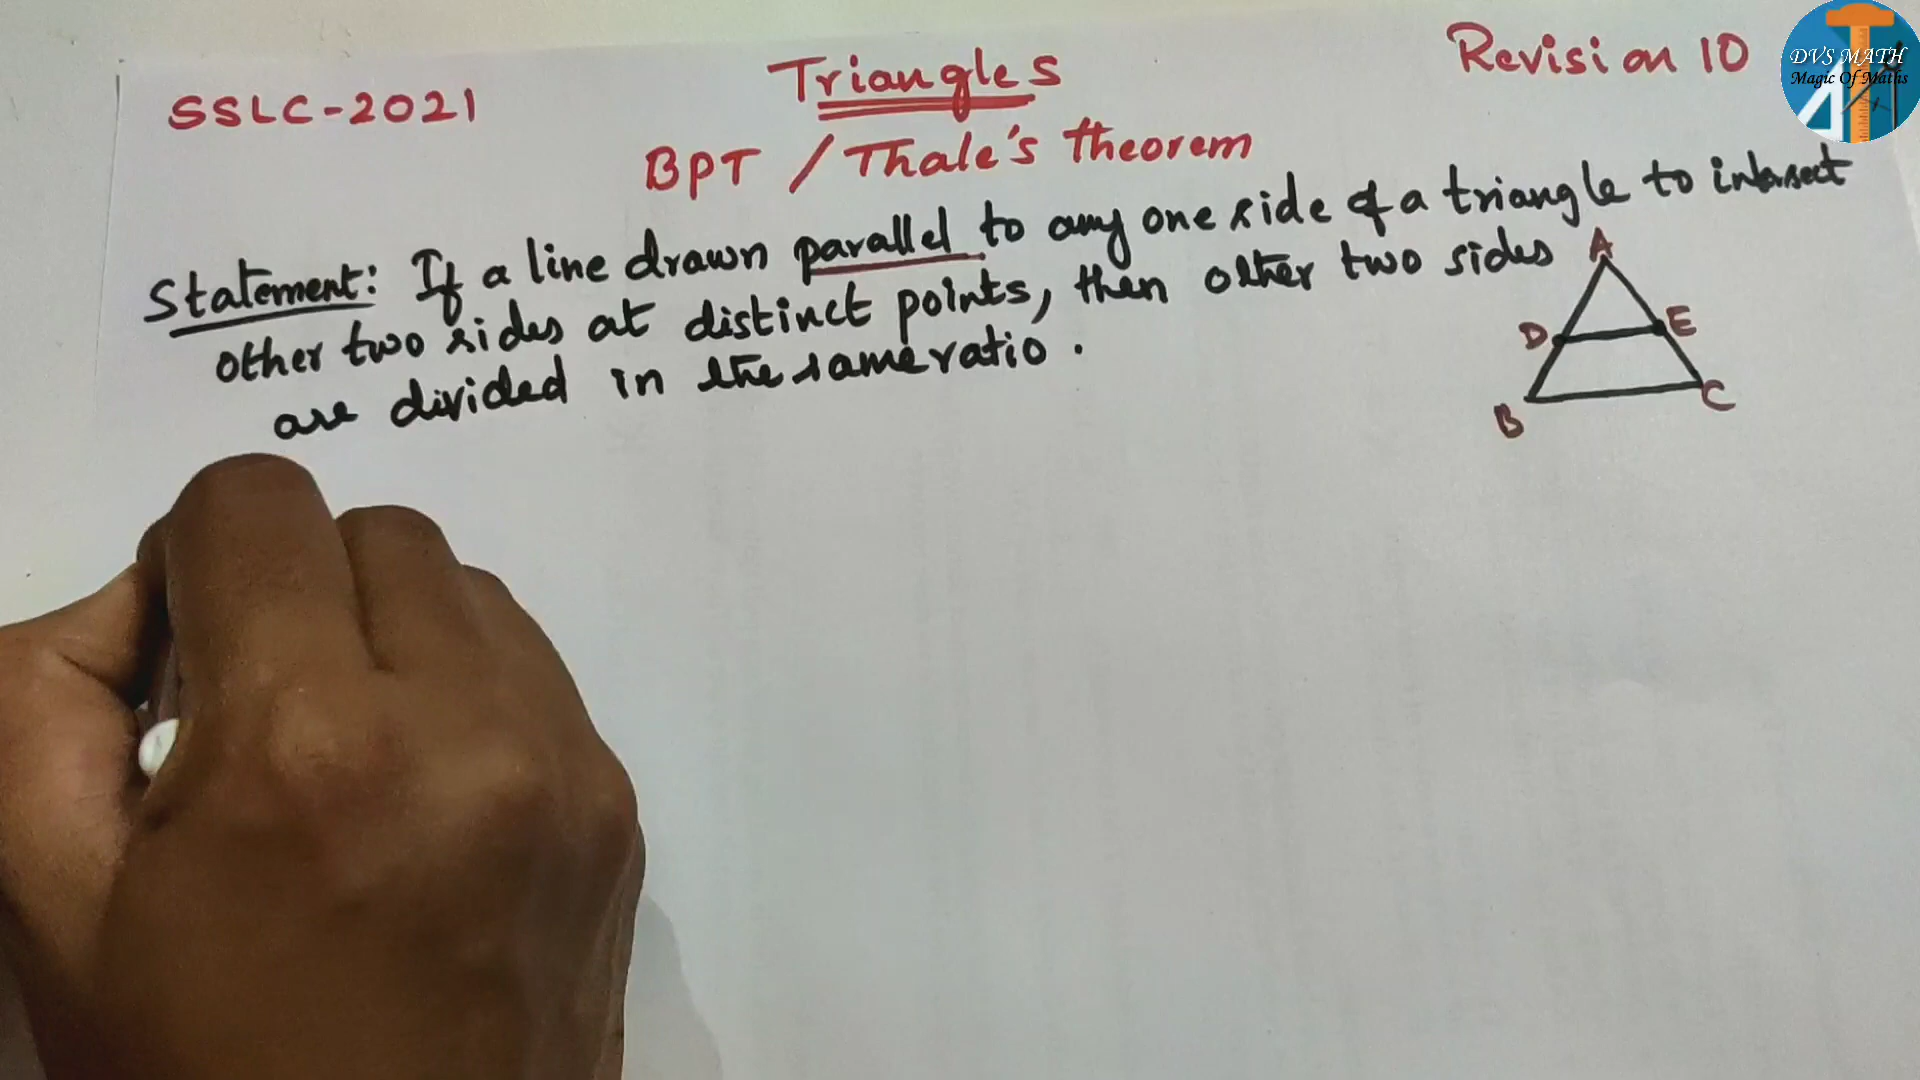 SSLC-2021
Triangles
Revision 10
BPT / Thale's theorem
Statement: If a line drawn parallel to any one side of a triangle to intersect
other two sides at distinct points, then other two sides
are divided in the same ratio.
A
D
E
B
C
DVS MATH
Magic Of Maths